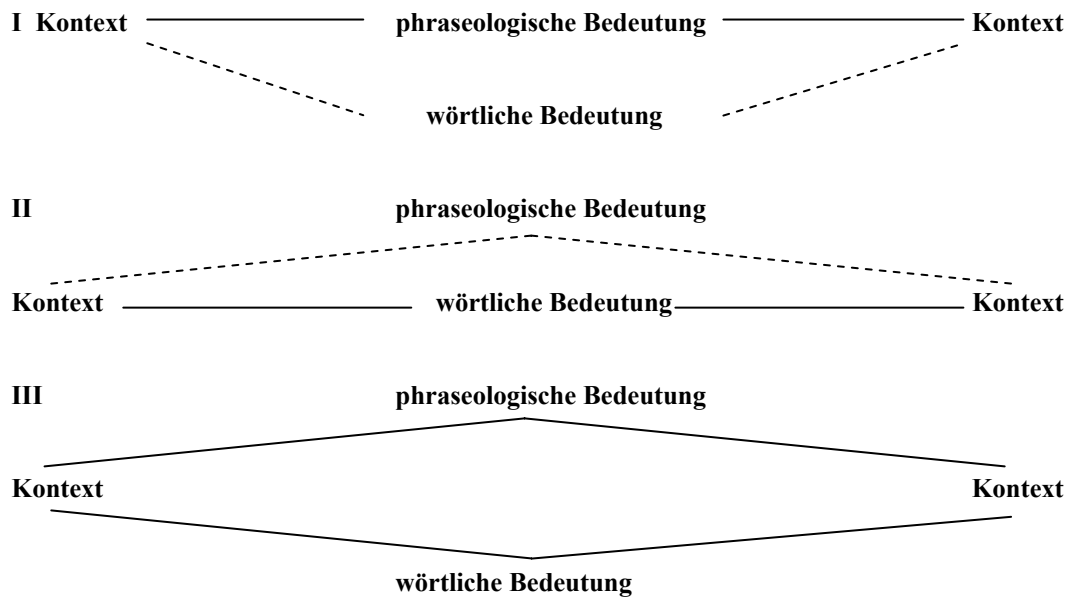 I Kontext phraseologische Bedeutung Kontext
wörtliche Bedeutung
II phraseologische Bedeutung
Kontext wörtliche Bedeutung Kontext
III phraseologische Bedeutung
Kontext Kontext
wörtliche Bedeutung